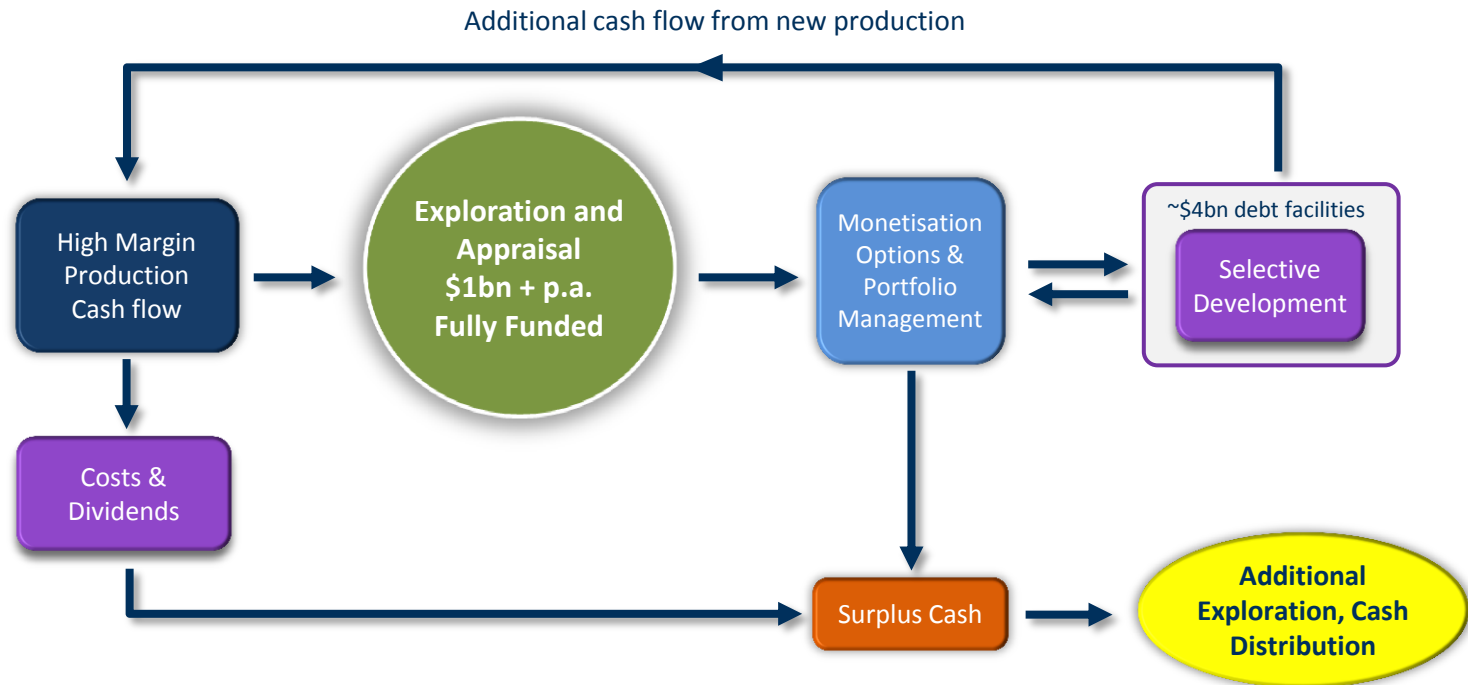 Additional cash flow from new production
High Margin
Production
Cash flow
Exploration and
Appraisal
$1bn + p.a.
Fully Funded
Monetisation
Options &
Portfolio
Management
~$4bn debt facilities
Selective
Development
Costs &
Dividends
Surplus Cash
Additional
Exploration, Cash
Distribution